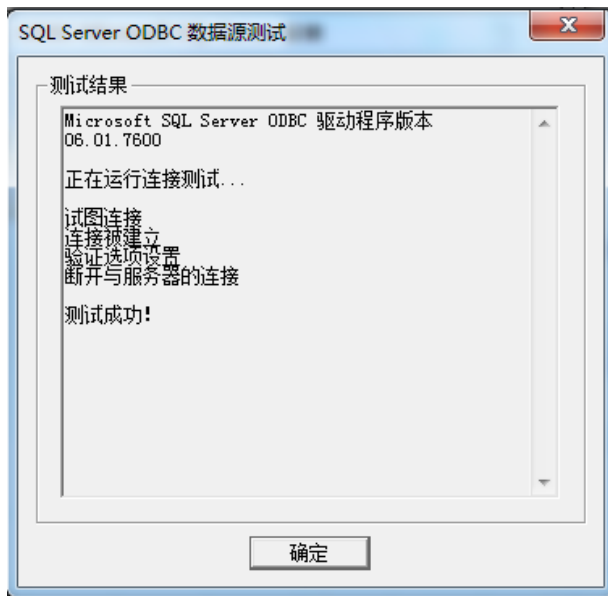 SQL Server ODBC 数据源测试
测试结果
Microsoft SQL Server ODBC 驱动程序版本
06.01.7600
正在运行连接测试...
试图连接
连接被建立
验证选项设置
断开与服务器的连接
测试成功!
确定